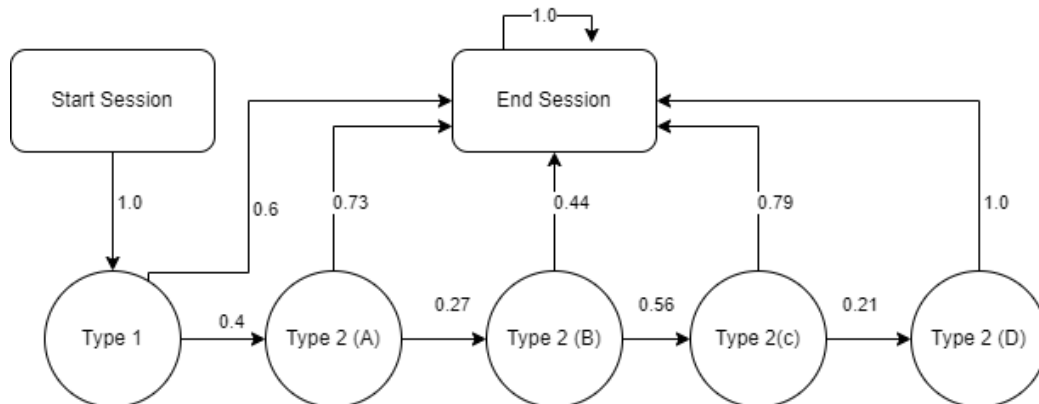 1.0
Start Session
End Session
1.0
0.6
0.73
0.44
0.79
1.0
Type 1
0.4
Type 2 (A)
0.27
Type 2 (B)
0.56
Type 2(c)
0.21
Type 2 (D)